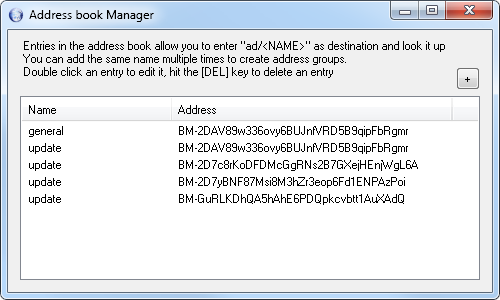 Address book Manager
Entries in the address book allow you to enter "ad/<NAME>" as destination and look it up
You can add the same name multiple times to create address groups.
Double click an entry to edit it, hit the [DEL] key to delete an entry
+
Name Address
general BM-2DAV89w336ovy6BUJnfVRD5B9qipFbRgmr
update BM-2DAV89w336ovy6BUJnfVRD5B9qipFbRgmr
update BM-2D7c8rKoDFDMcGgRNs2B7GXejHEnjWgL6A
update BM-2D7yBNF87Msi8M3hZr3eop6Fd1ENPAzPoi
update BM-GuRLKDhQA5hAhE6PDQpkcvbtt1AuXAdQ